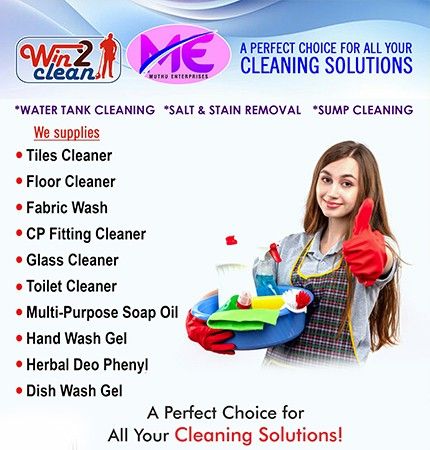 Win 2
clean
ME
MUTHU ENTERPRISES
A PERFECT CHOICE FOR ALL YOUR
CLEANING SOLUTIONS
*WATER TANK CLEANING *SALT & STAIN REMOVAL *SUMP CLEANING
We supplies
• Tiles Cleaner
• Floor Cleaner
• Fabric Wash
• CP Fitting Cleaner
• Glass Cleaner
• Toilet Cleaner
• Multi-Purpose Soap Oil
• Hand Wash Gel
• Herbal Deo Phenyl
• Dish Wash Gel
A Perfect Choice for
All Your Cleaning Solutions!